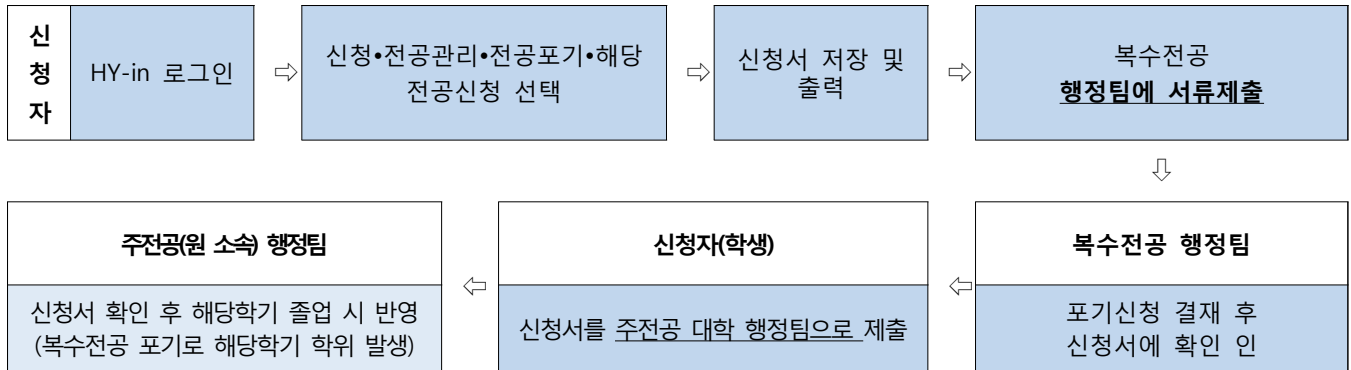 신
청
자
HY-in 로그인
⇨
신청•전공관리•전공포기•해당
전공신청 선택
⇨
신청서 저장 및
출력
⇨
복수전공
행정팀에 서류제출
⇩
복수전공 행정팀
포기신청 결재 후
신청서에 확인 인
⇦
신청자(학생)
신청서를 주전공 대학 행정팀으로 제출
⇦
주전공(원 소속) 행정팀
신청서 확인 후 해당학기 졸업 시 반영
(복수전공 포기로 해당학기 학위 발생)